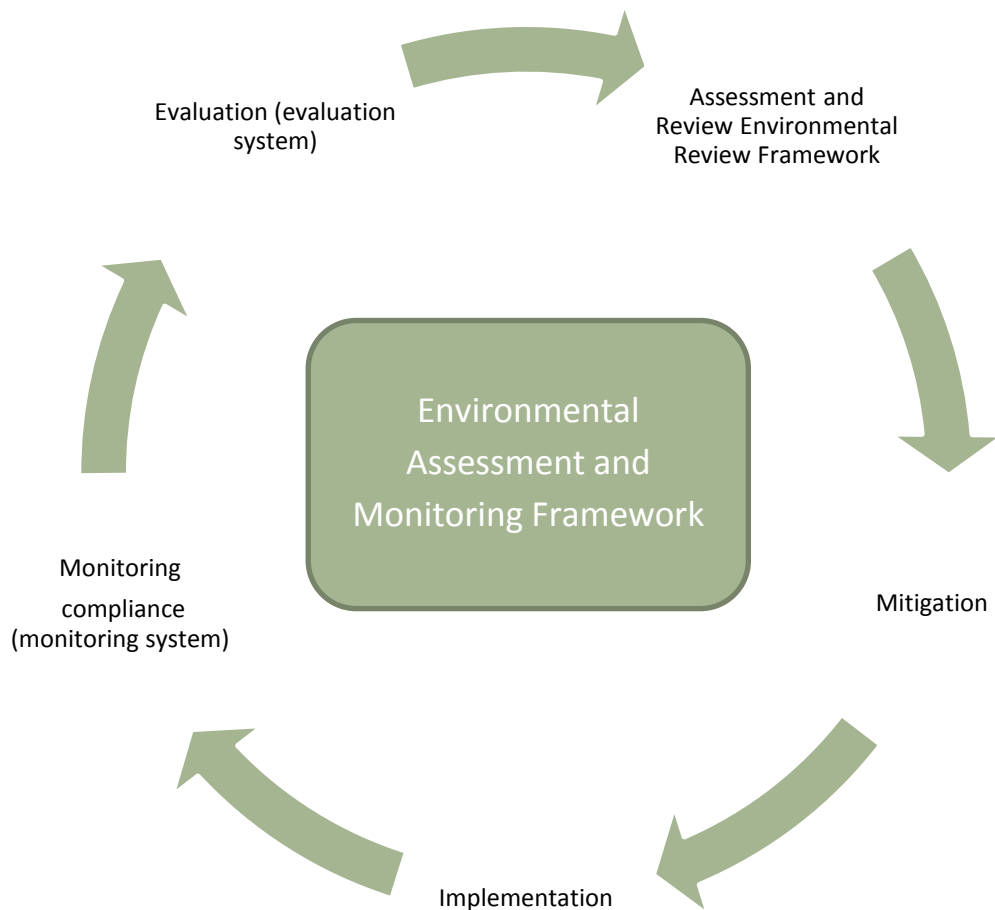 Evaluation (evaluation
system)
Assessment and
Review Environmental
Review Framework
Environmental
Assessment and
Monitoring Framework
Monitoring
compliance
(monitoring system)
Mitigation
Implementation